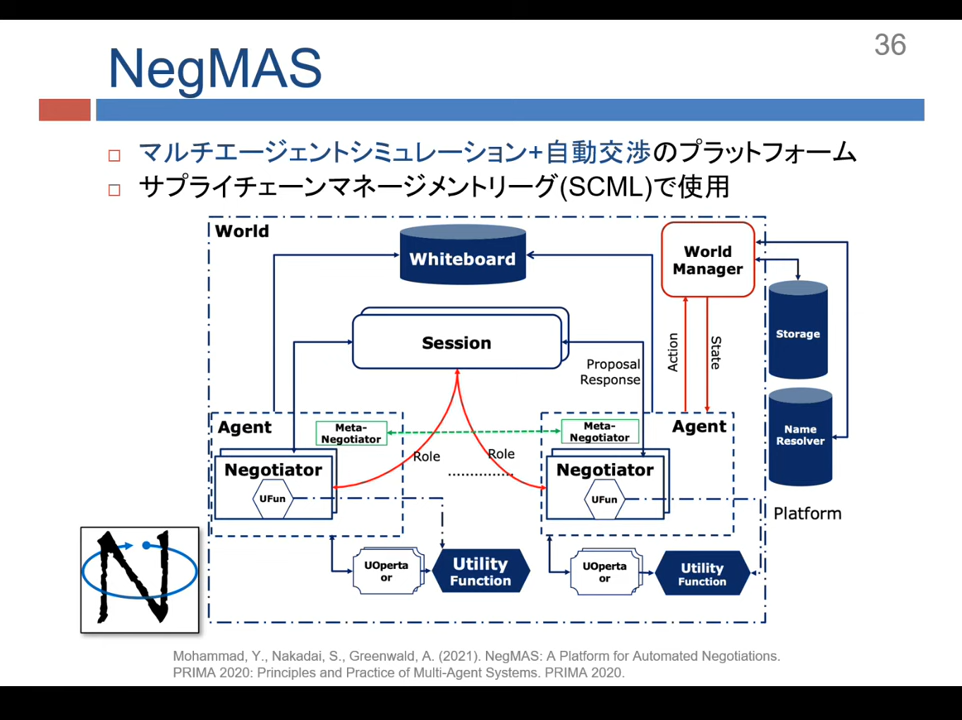 36
NegMAS
マルチエージェントシミュレーション+自動交渉のプラットフォーム
サプライチェーンマネージメントリーグ(SCML)で使用
World
Whiteboard
World
Manager
Storage
Session
Action
State
Proposal
Response
Name
Resolver
Agent
Meta-
Negotiator
Meta-
Negotiator
Agent
Role
Role
Negotiator
UFun
Negotiator
UFun
Platform
UOperta
or
Utility
Function
UOperta
or
Utility
Function
N
Mohammad, Y., Nakadai, S., Greenwald, A. (2021). NegMAS: A Platform for Automated Negotiations.
PRIMA 2020: Principles and Practice of Multi-Agent Systems. PRIMA 2020.